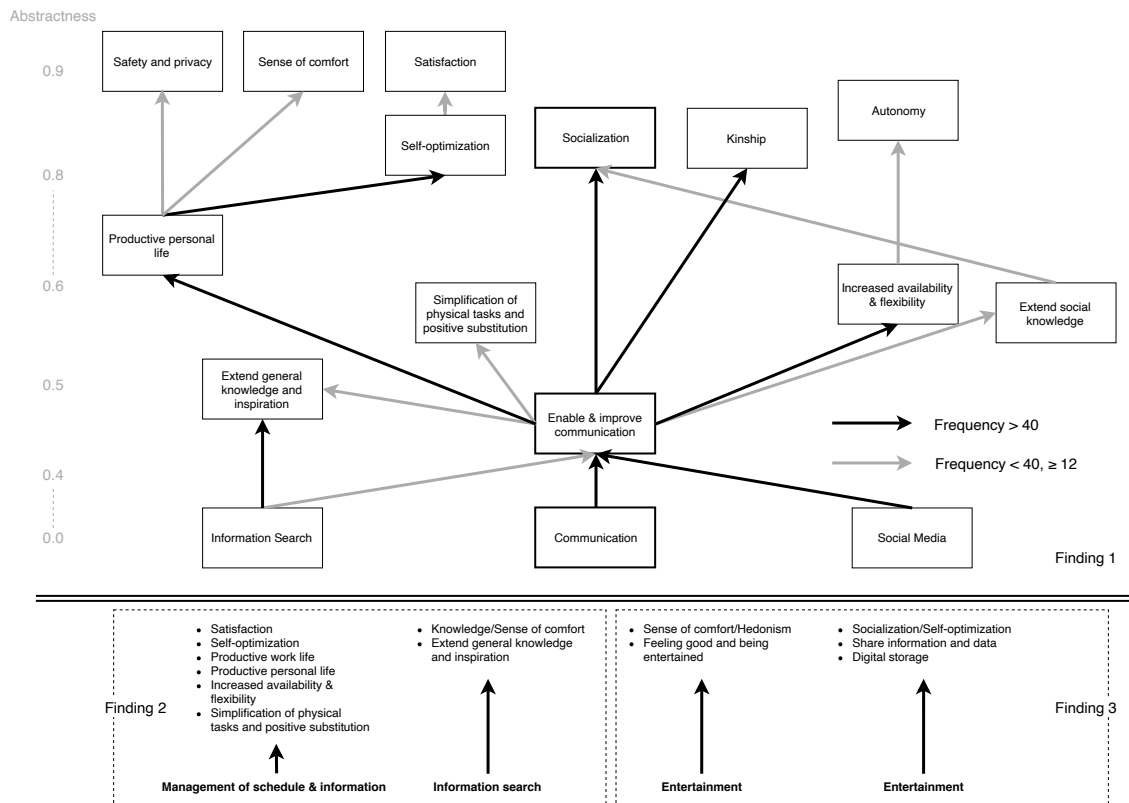 Abstractness
0.9
Safety and privacy
Sense of comfort
Satisfaction
Autonomy
Socialization
Kinship
Self-optimization
0.8
Productive personal
life
0.6
Simplification of
physical tasks and
positive substitution
Increased availability
& flexibility
Extend social
knowledge
0.5
Extend general
knowledge and
inspiration
Enable & improve
communication
Frequency > 40
Frequency < 40, ≥ 12
0.4
0.0
Information Search
Communication
Social Media
Finding 1
Finding 2
• Satisfaction
• Self-optimization
• Productive work life
• Productive personal life
• Increased availability &
flexibility
• Simplification of physical
tasks and positive substitution
Management of schedule & information
• Knowledge/Sense of comfort
• Extend general knowledge
and inspiration
Information search
• Sense of comfort/Hedonism
• Feeling good and being
entertained
Entertainment
• Socialization/Self-optimization
• Share information and data
• Digital storage
Entertainment
Finding 3